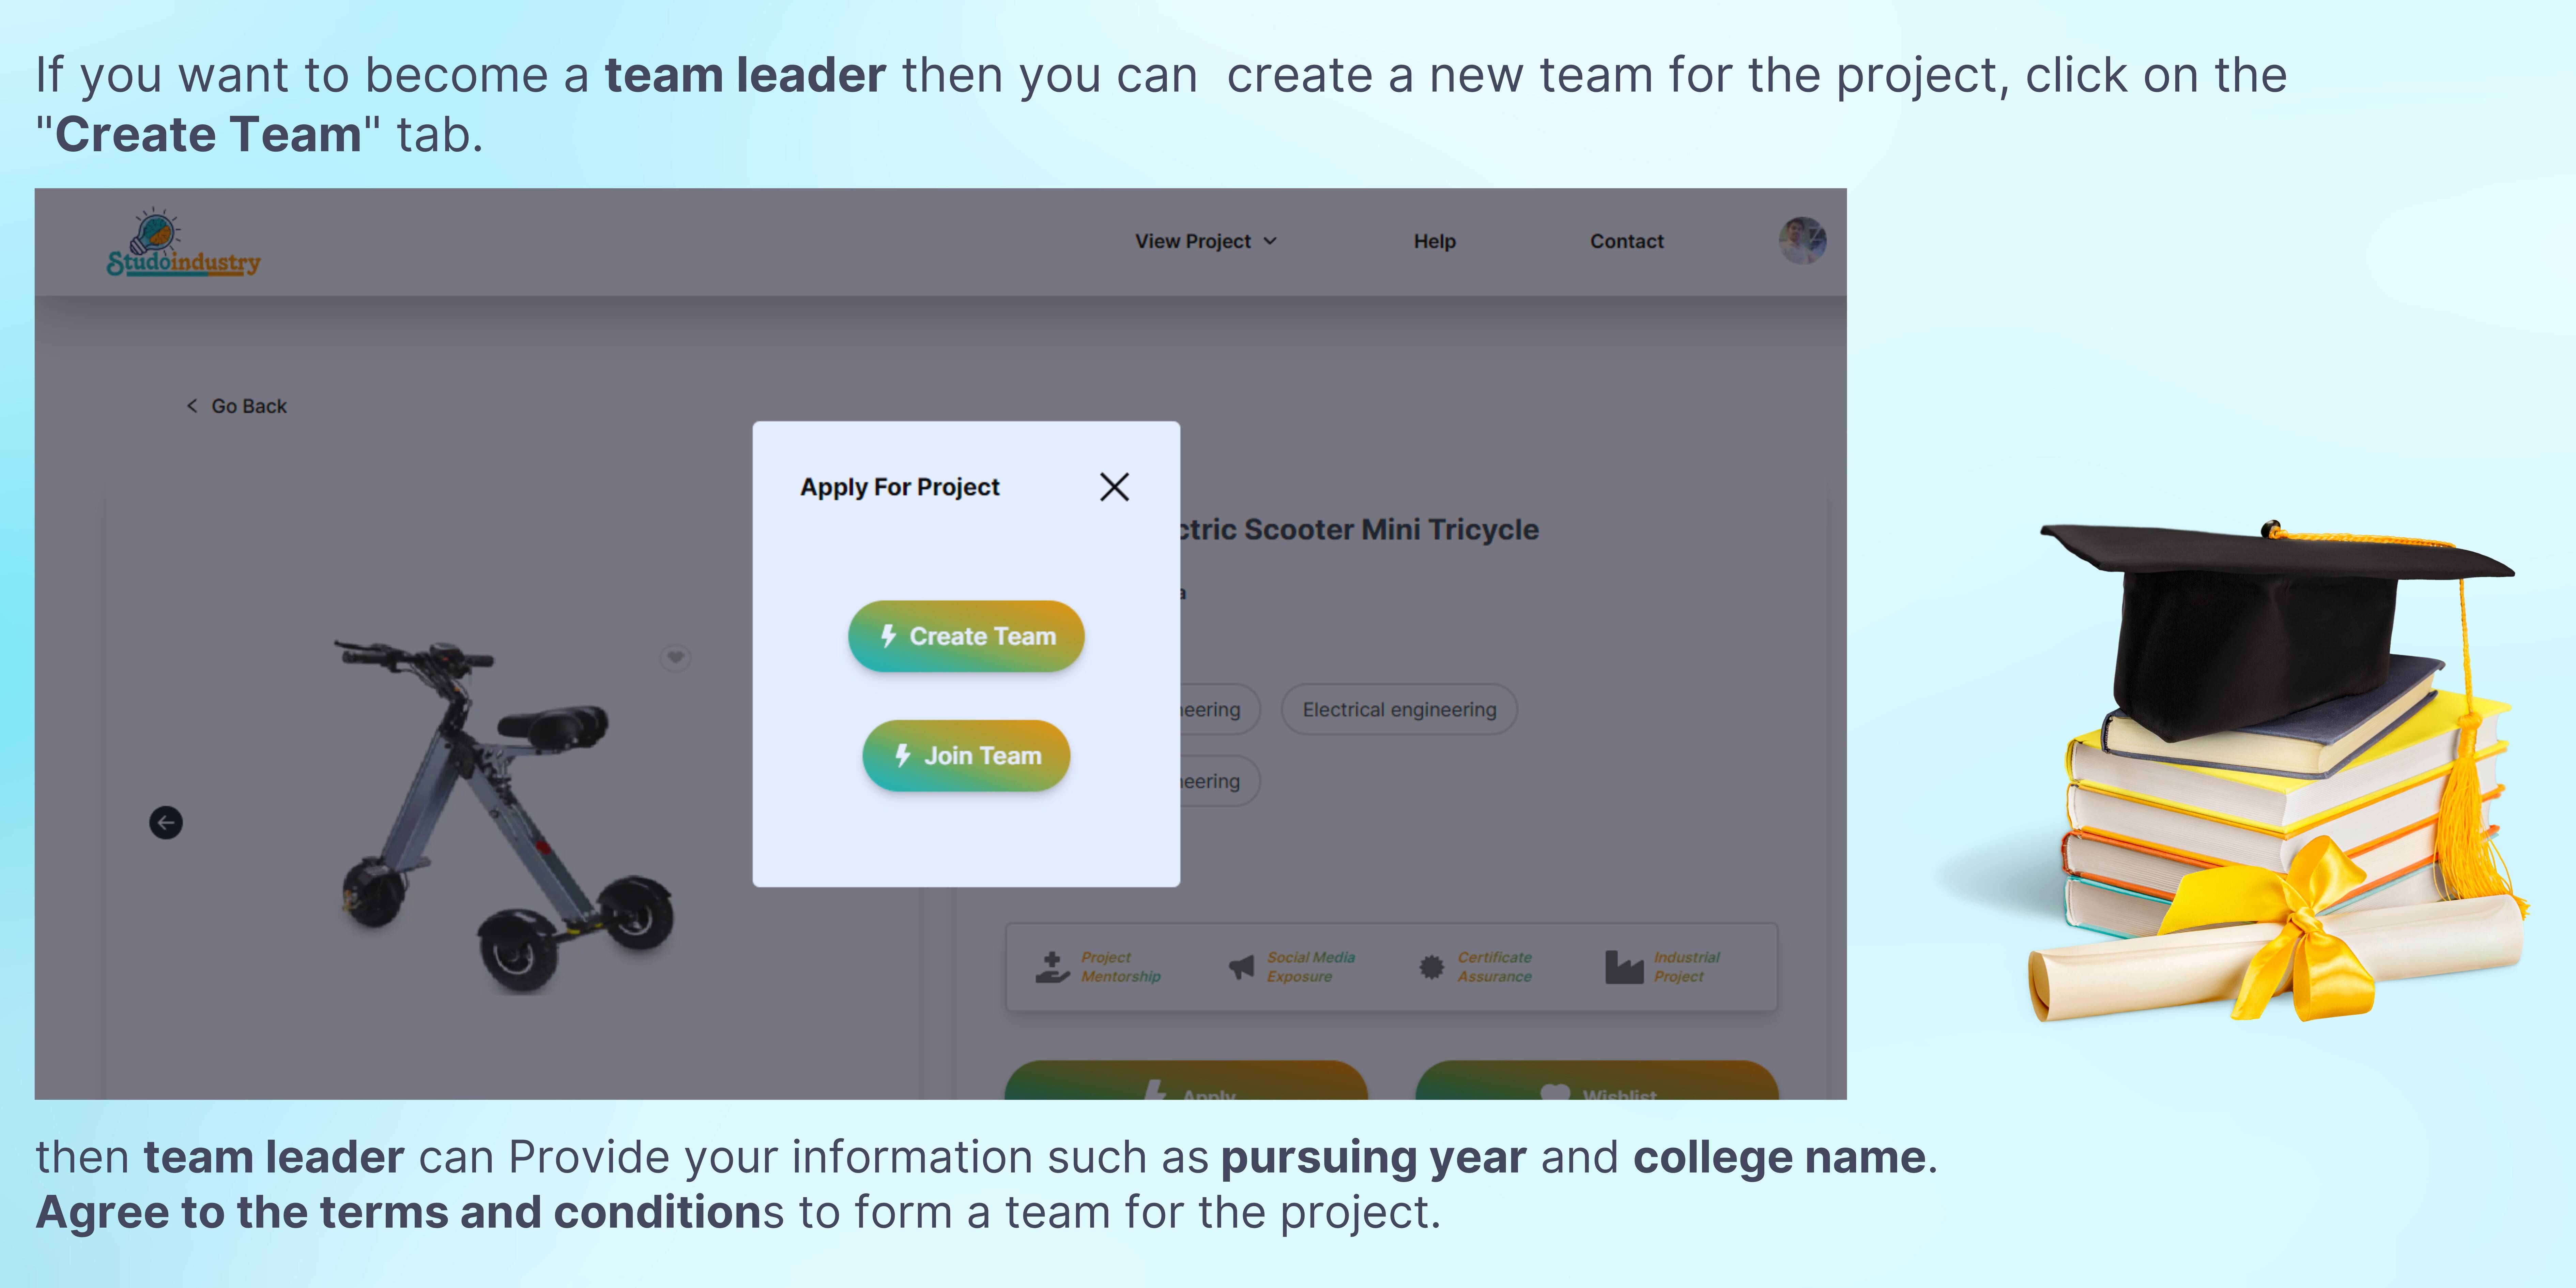 If you want to become a team leader then you can  create a new team for the project, click on the
"Create Team" tab.
Studoindustry
View Project
Help
Contact
Go Back
Apply For Project
Create Team
Join Team
ctric Scooter Mini Tricycle
a
neering
Electrical engineering
neering
Project
Mentorship
Social Media
Exposure
Certificate
Assurance
Industrial
Project
Apply
Wishlist
then team leader can Provide your information such as pursuing year and college name.
Agree to the terms and conditions to form a team for the project.